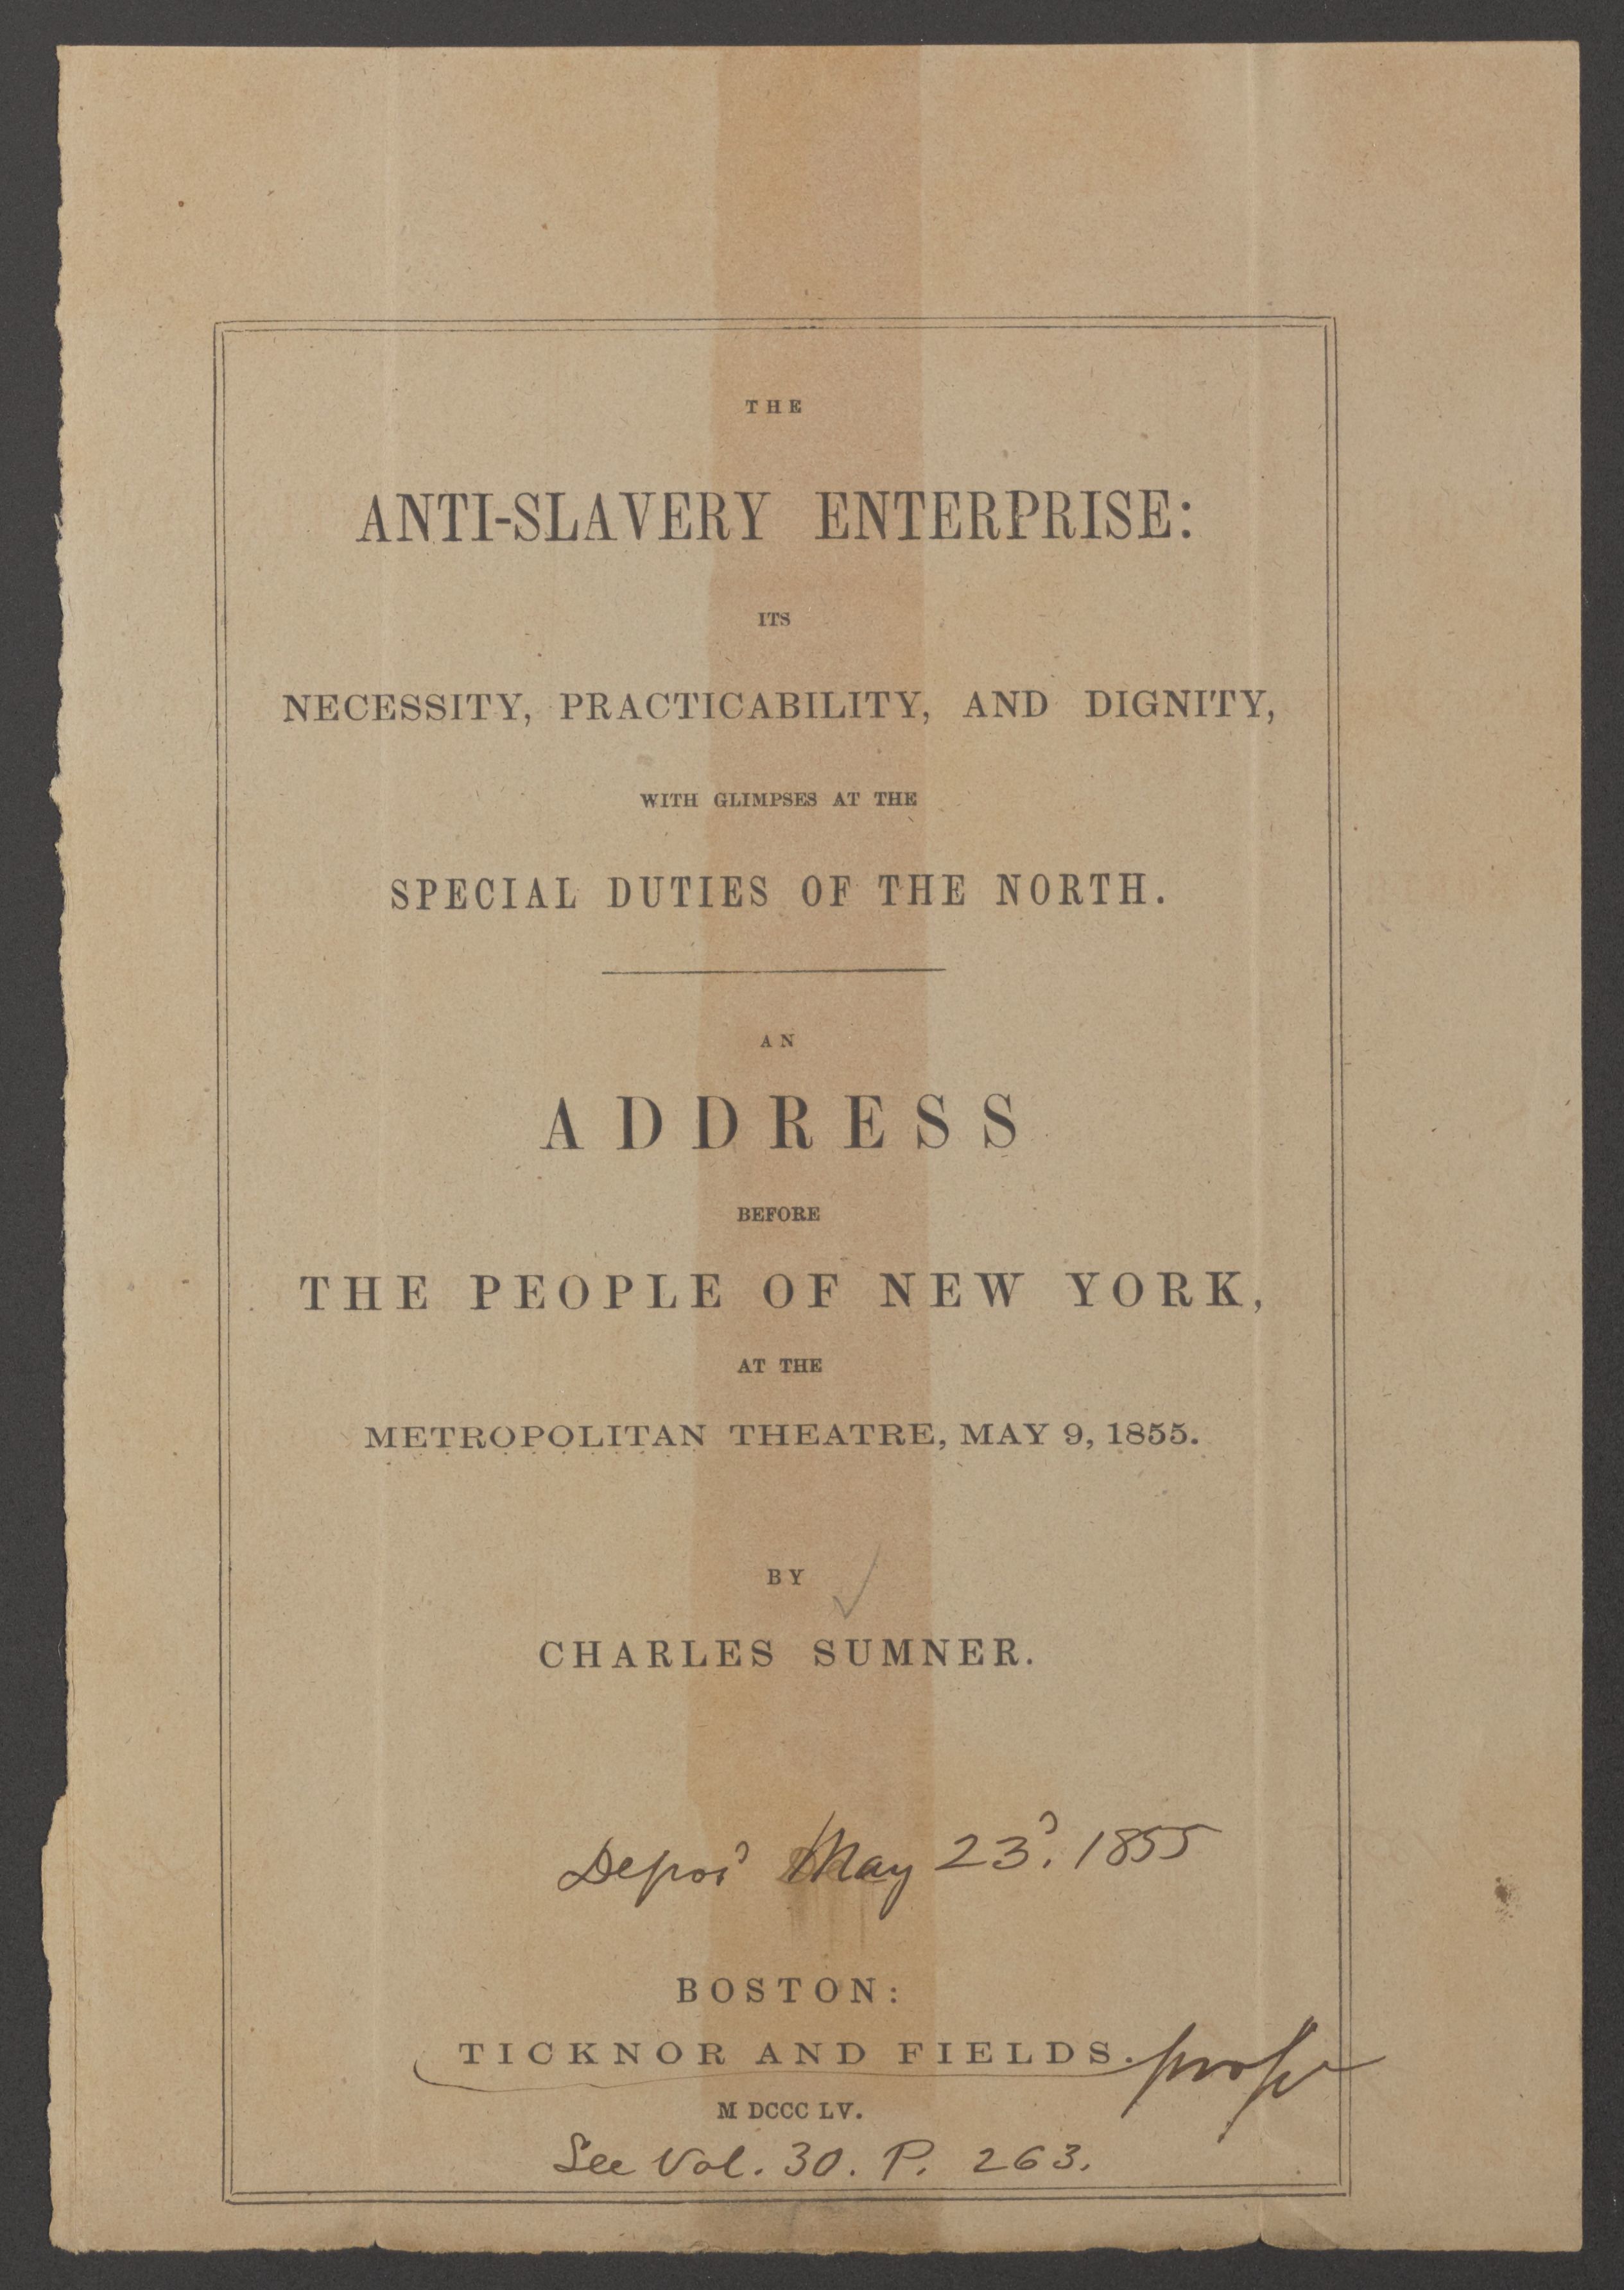 THE
ANTI-SLAVERY ENTERPRISE:
ITS
NECESSITY, PRACTICABILITY, AND DIGNITY,
WITH GLIMPSES AT THE
SPECIAL DUTIES OF THE NORTH.
AN
ADDRESS
BEFORE
THE PEOPLE OF NEW YORK,
AT THE
METROPOLITAN THEATRE, MAY 9, 1855.
BY
CHARLES SUMNER.
May 23d. 1855
BOSTON:
TICKNOR AND FIELDS.
M DCCC LV.
See Vol. 30. P. 263.